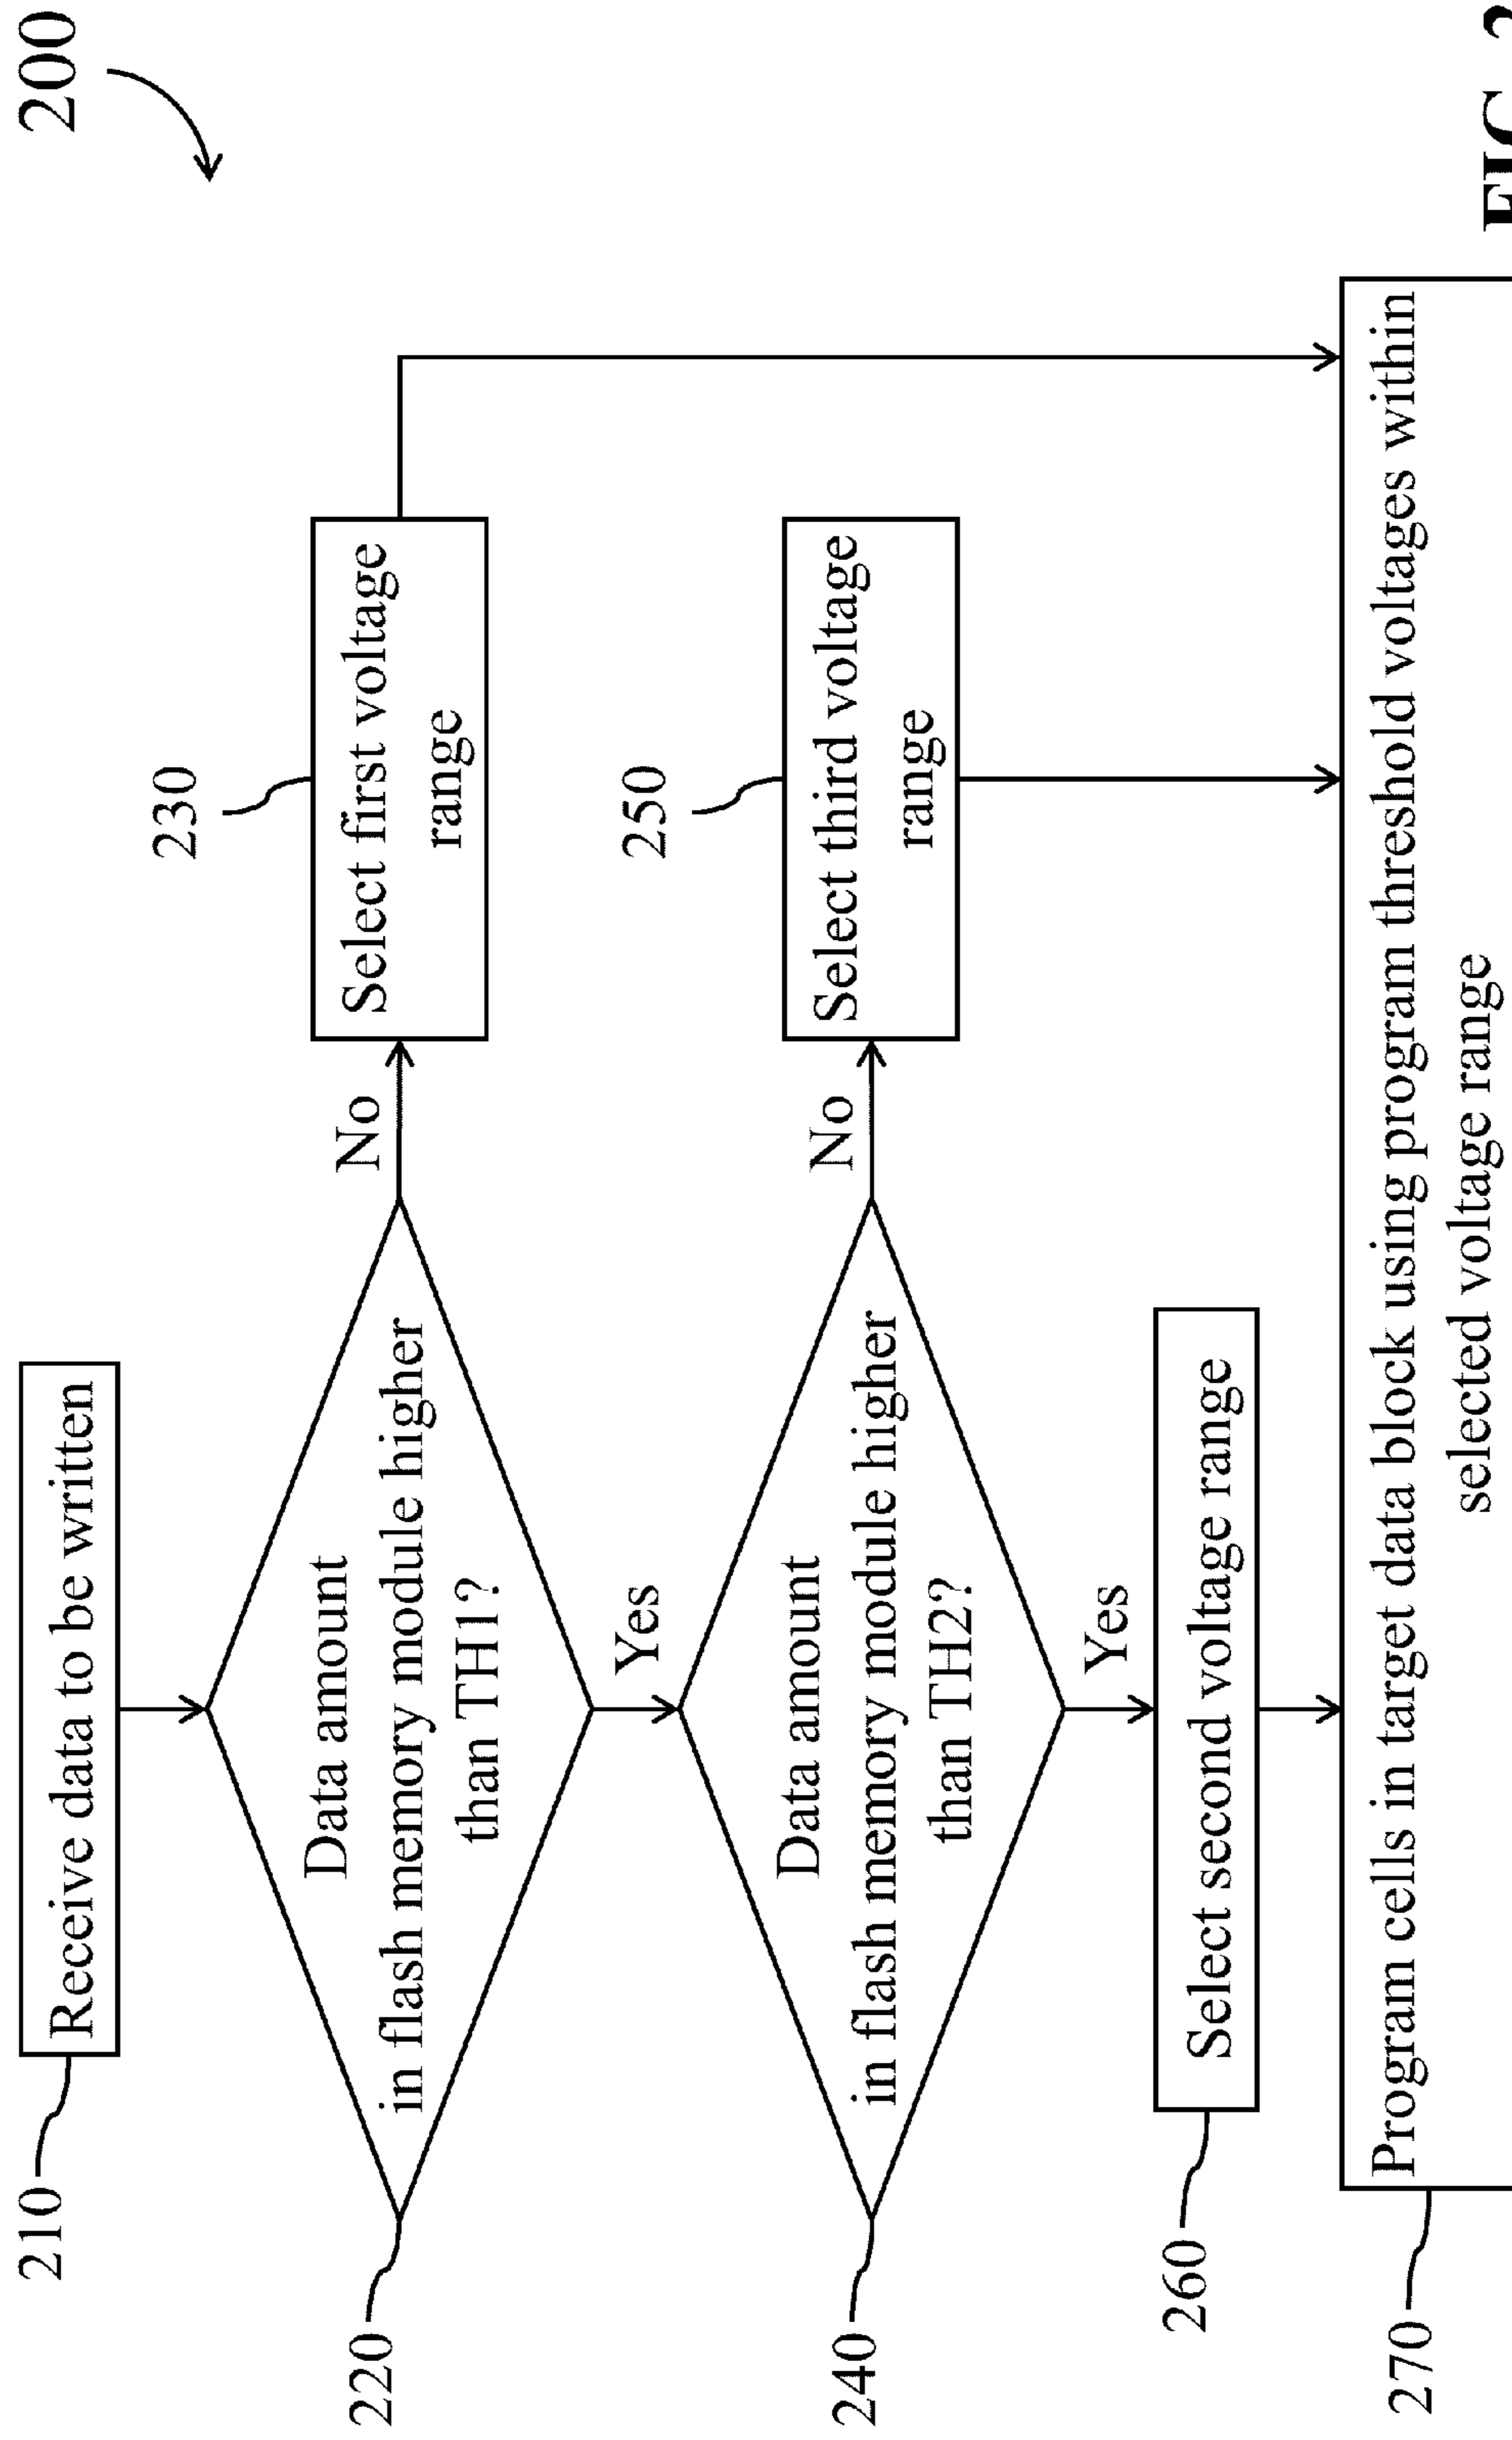 200
210
Receive data to be written
220
Data amount
in flash memory module higher
than TH1?
No
230
Select first voltage
range
Yes
240
Data amount
in flash memory module higher
than TH2?
No
250
Select third voltage
range
Yes
260
Select second voltage range
270
Program cells in target data block using program threshold voltages within
selected voltage range
FIG. 2